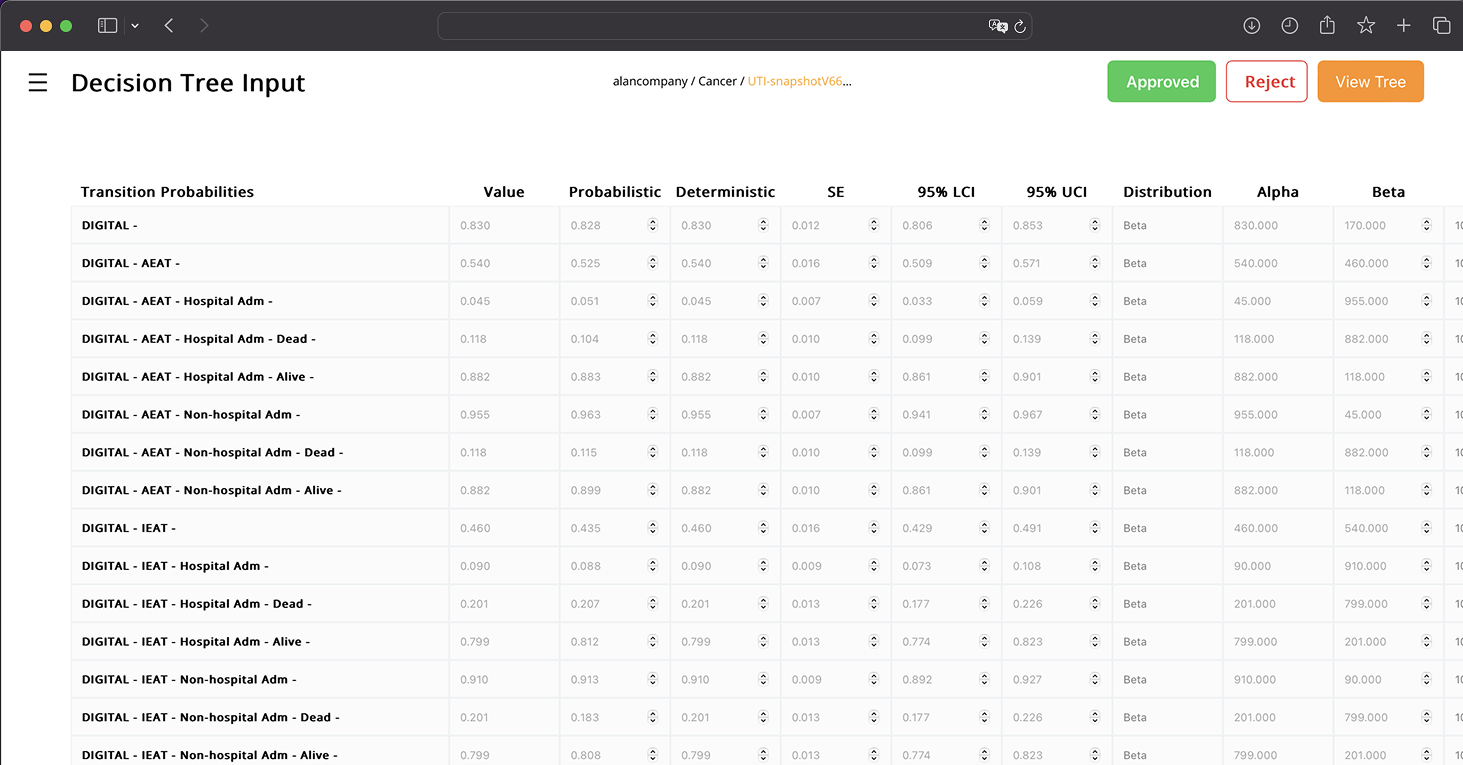 Decision Tree Input
alancompany / Cancer / UTI-snapshotV66...
Approved Reject View Tree
Transition Probabilities Value Probabilistic Deterministic SE 95% LCI 95% UCI Distribution Alpha Beta
DIGITAL - 0.830 0.828 0.830 0.012 0.806 0.853 Beta 830.000 170.000 10
DIGITAL - AEAT - 0.540 0.525 0.540 0.016 0.509 0.571 Beta 540.000 460.000 10
DIGITAL - AEAT - Hospital Adm - 0.045 0.051 0.045 0.007 0.033 0.059 Beta 45.000 955.000 10
DIGITAL - AEAT - Hospital Adm - Dead - 0.118 0.104 0.118 0.010 0.099 0.139 Beta 118.000 882.000 10
DIGITAL - AEAT - Hospital Adm - Alive - 0.882 0.883 0.882 0.010 0.861 0.901 Beta 882.000 118.000 10
DIGITAL - AEAT - Non-hospital Adm - 0.955 0.963 0.955 0.007 0.941 0.967 Beta 955.000 45.000 10
DIGITAL - AEAT - Non-hospital Adm - Dead - 0.118 0.115 0.118 0.010 0.099 0.139 Beta 118.000 882.000 10
DIGITAL - AEAT - Non-hospital Adm - Alive - 0.882 0.899 0.882 0.010 0.861 0.901 Beta 882.000 118.000 10
DIGITAL - IEAT - 0.460 0.435 0.460 0.016 0.429 0.491 Beta 460.000 540.000 10
DIGITAL - IEAT - Hospital Adm - 0.090 0.088 0.090 0.009 0.073 0.108 Beta 90.000 910.000 10
DIGITAL - IEAT - Hospital Adm - Dead - 0.201 0.207 0.201 0.013 0.177 0.226 Beta 201.000 799.000 10
DIGITAL - IEAT - Hospital Adm - Alive - 0.799 0.812 0.799 0.013 0.774 0.823 Beta 799.000 201.000 10
DIGITAL - IEAT - Non-hospital Adm - 0.910 0.913 0.910 0.009 0.892 0.927 Beta 910.000 90.000 10
DIGITAL - IEAT - Non-hospital Adm - Dead - 0.201 0.183 0.201 0.013 0.177 0.226 Beta 201.000 799.000 10
DIGITAL - IEAT - Non-hospital Adm - Alive - 0.799 0.808 0.799 0.013 0.774 0.823 Beta 799.000 201.000 10